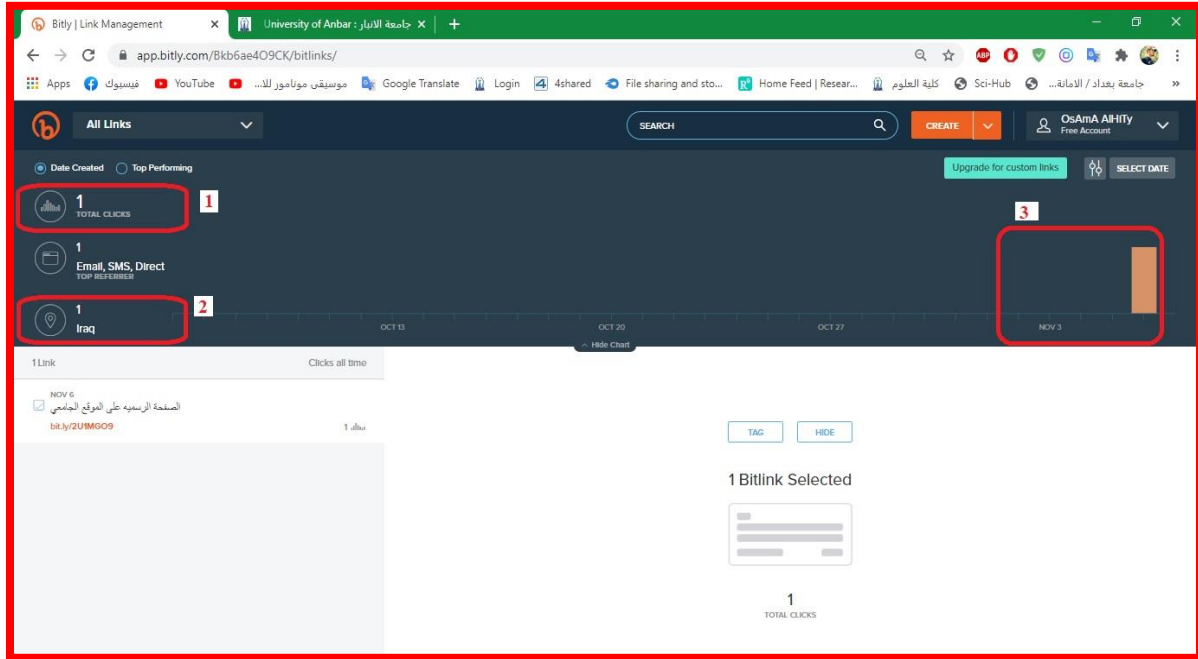 Bitly | Link Management
University of Anbar : جامعة الانبار
app.bitly.com/Bkb6ae4O9CK/bitlinks/
Apps فيسبوك YouTube موسيقى مونامور للا... Google Translate Login 4shared File sharing and sto... Home Feed | Resear... كلية العلوم Sci-Hub جامعة بغداد / الامانة... »
All Links
SEARCH
CREATE
OsAmA AlHITy
Free Account
Date Created Top Performing
Upgrade for custom links
SELECT DATE
1
TOTAL CLICKS
1
3
1
Email, SMS, Direct
TOP REFERRER
2
1
Iraq
OCT 13 OCT 20 OCT 27 NOV 3
Hide Chart
1 Link Clicks all time
NOV 6
الصفحة الرسميه على الموقع الجامعي
bit.ly/2U1MGO9 1
TAG HIDE
1 Bitlink Selected
1
TOTAL CLICKS